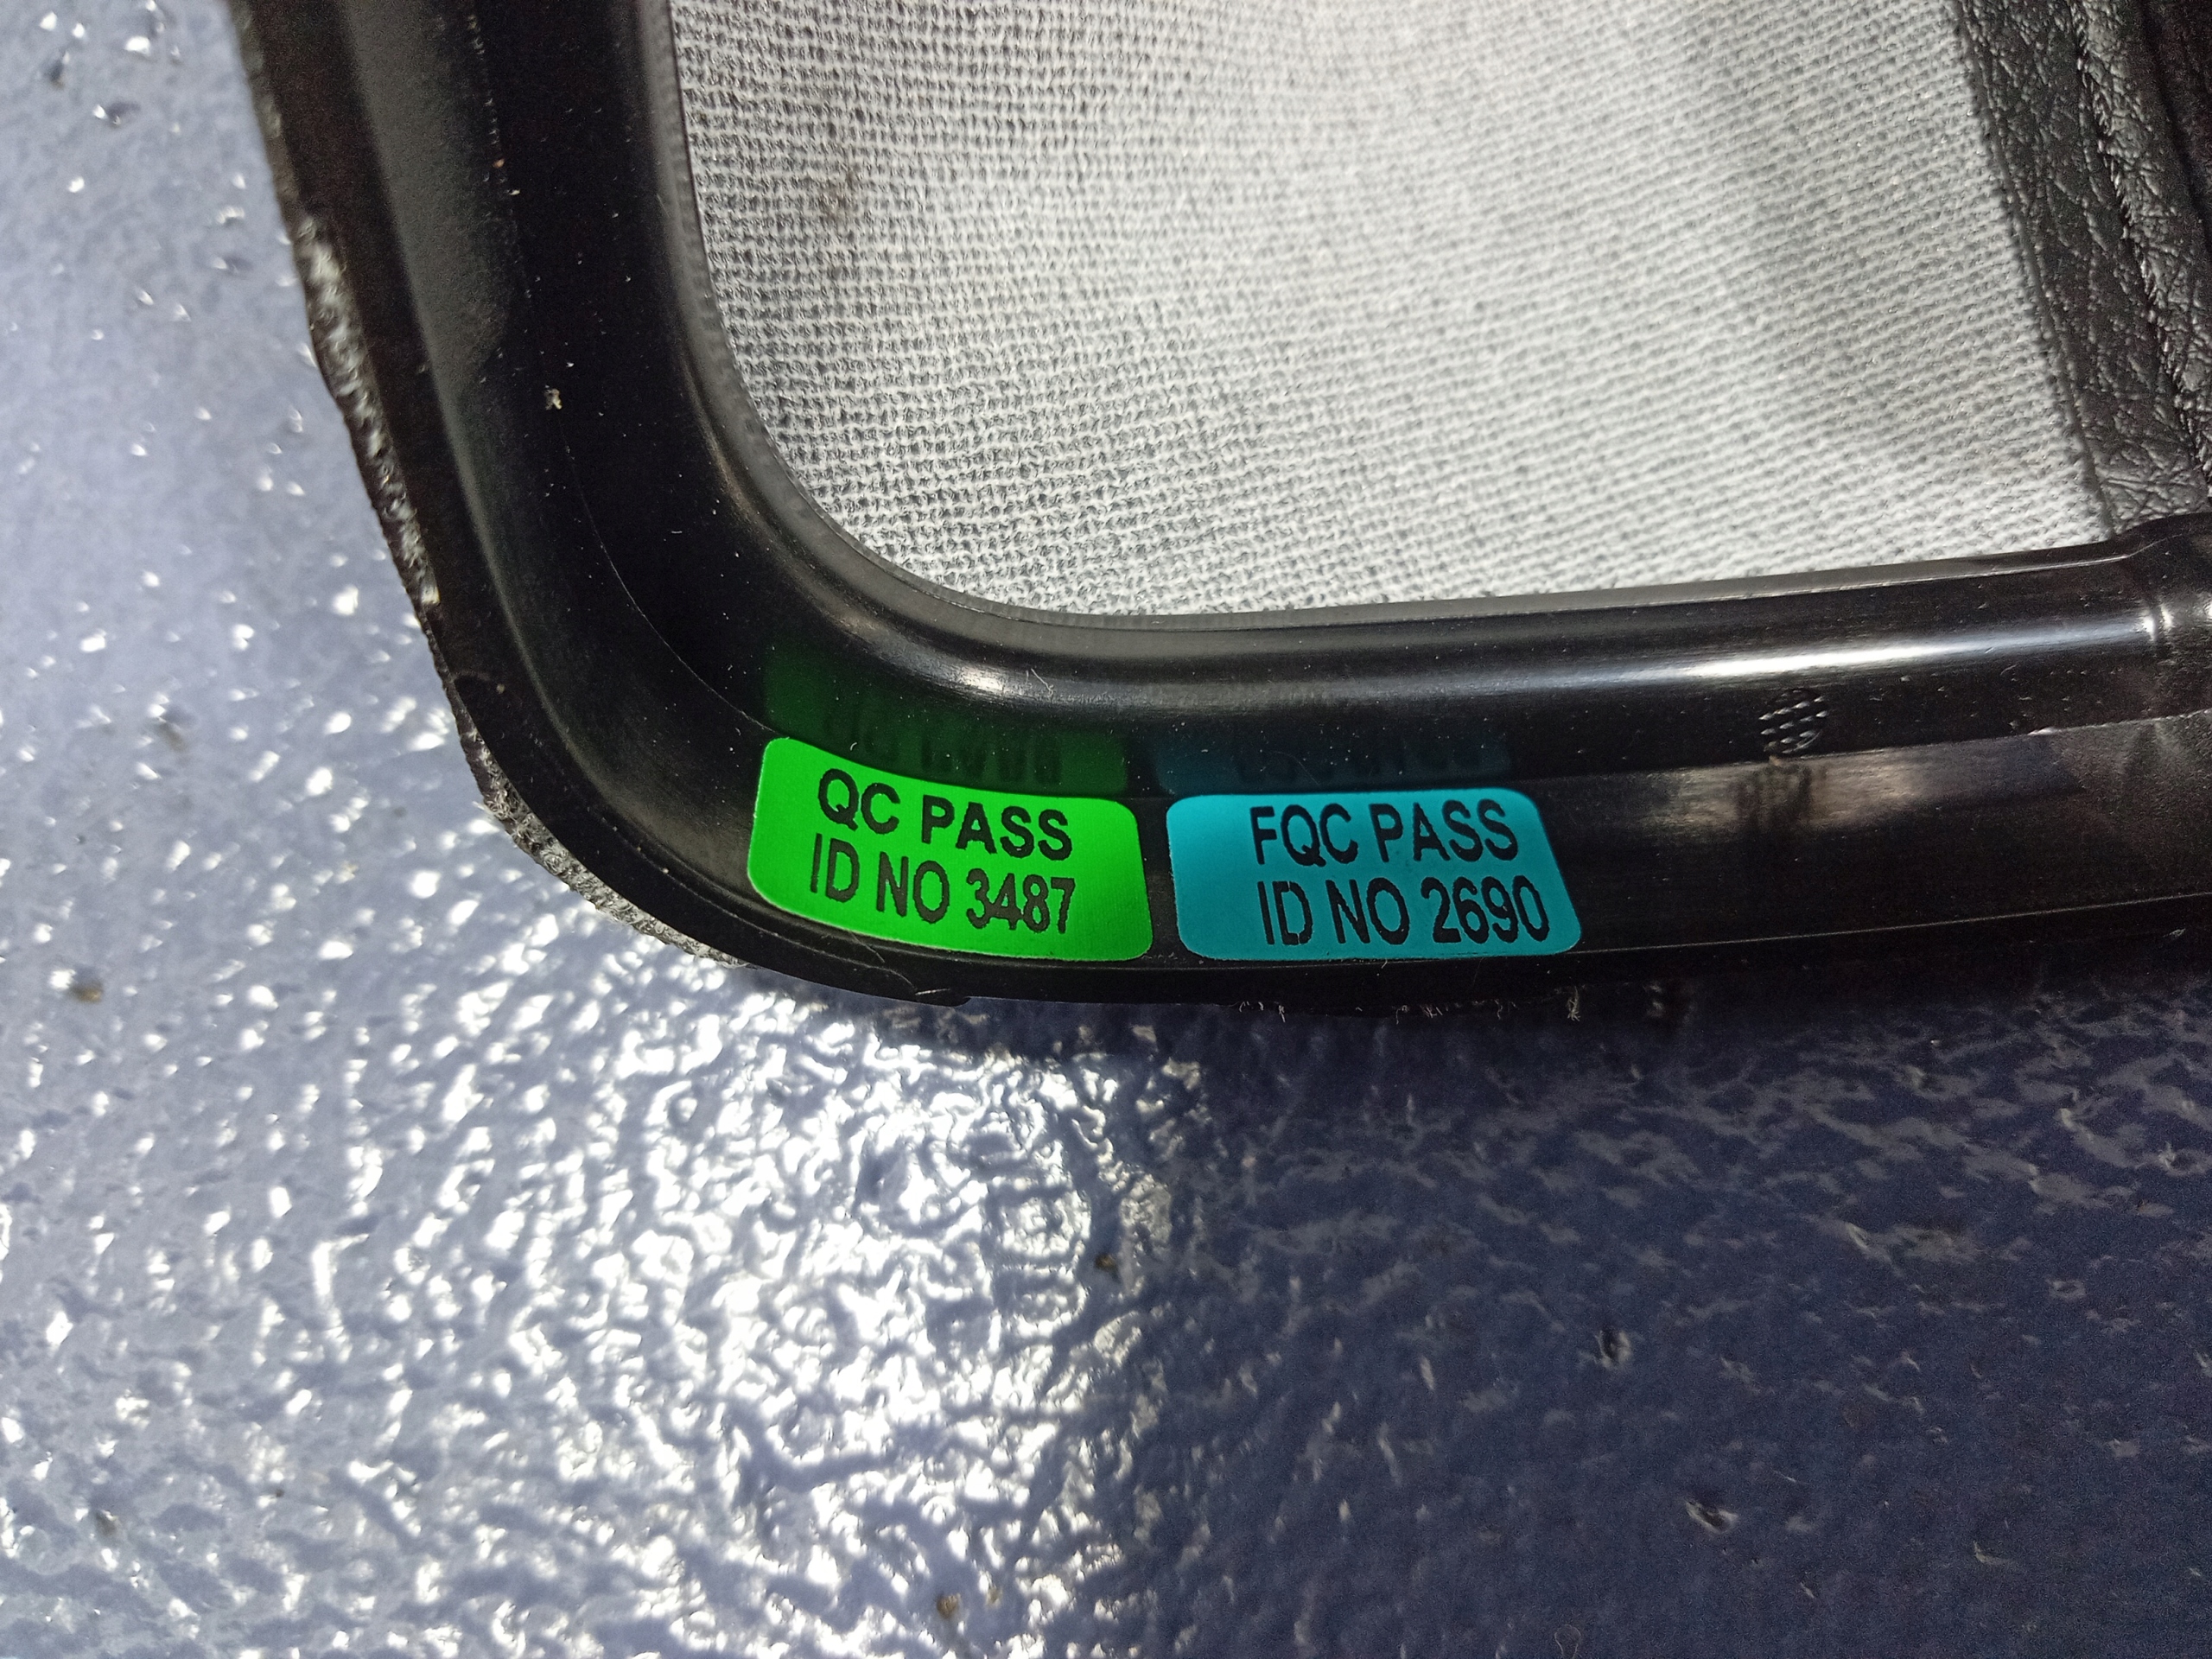 QC PASS
ID NO 3487
FQC PASS
ID NO 2690